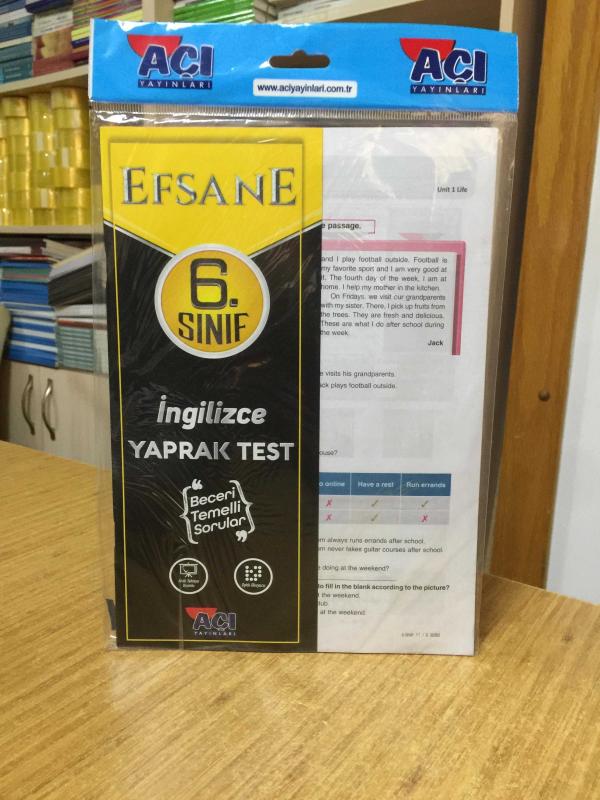 AÇI
YAYINLARI
www.aciyayinlari.com.tr
AÇI
YAYINLARI
EFSANE
6.
SINIF
İngilizce
YAPRAK TEST
Beceri
Temelli
Sorular
AÇI
YAYINLARI
Unit 1 Life
passage.
and I play football outside. Football is
my favorite sport and I am very good at
it. The fourth day of the week, I am at
home. I help my mother in the kitchen.
On Fridays, we visit our grandparents
with my sister. There, I pick up fruits from
the trees. They are fresh and delicious.
These are what I do after school during
the week.
Jack
visits his grandparents.
plays football outside.
online
Have a rest
Run errands
✗ ✓ ✓
✗ ✓ ✗
always runs errands after school.
never takes guitar courses after school.
doing at the weekend?
to fill in the blank according to the picture?
the weekend.
at the weekend.